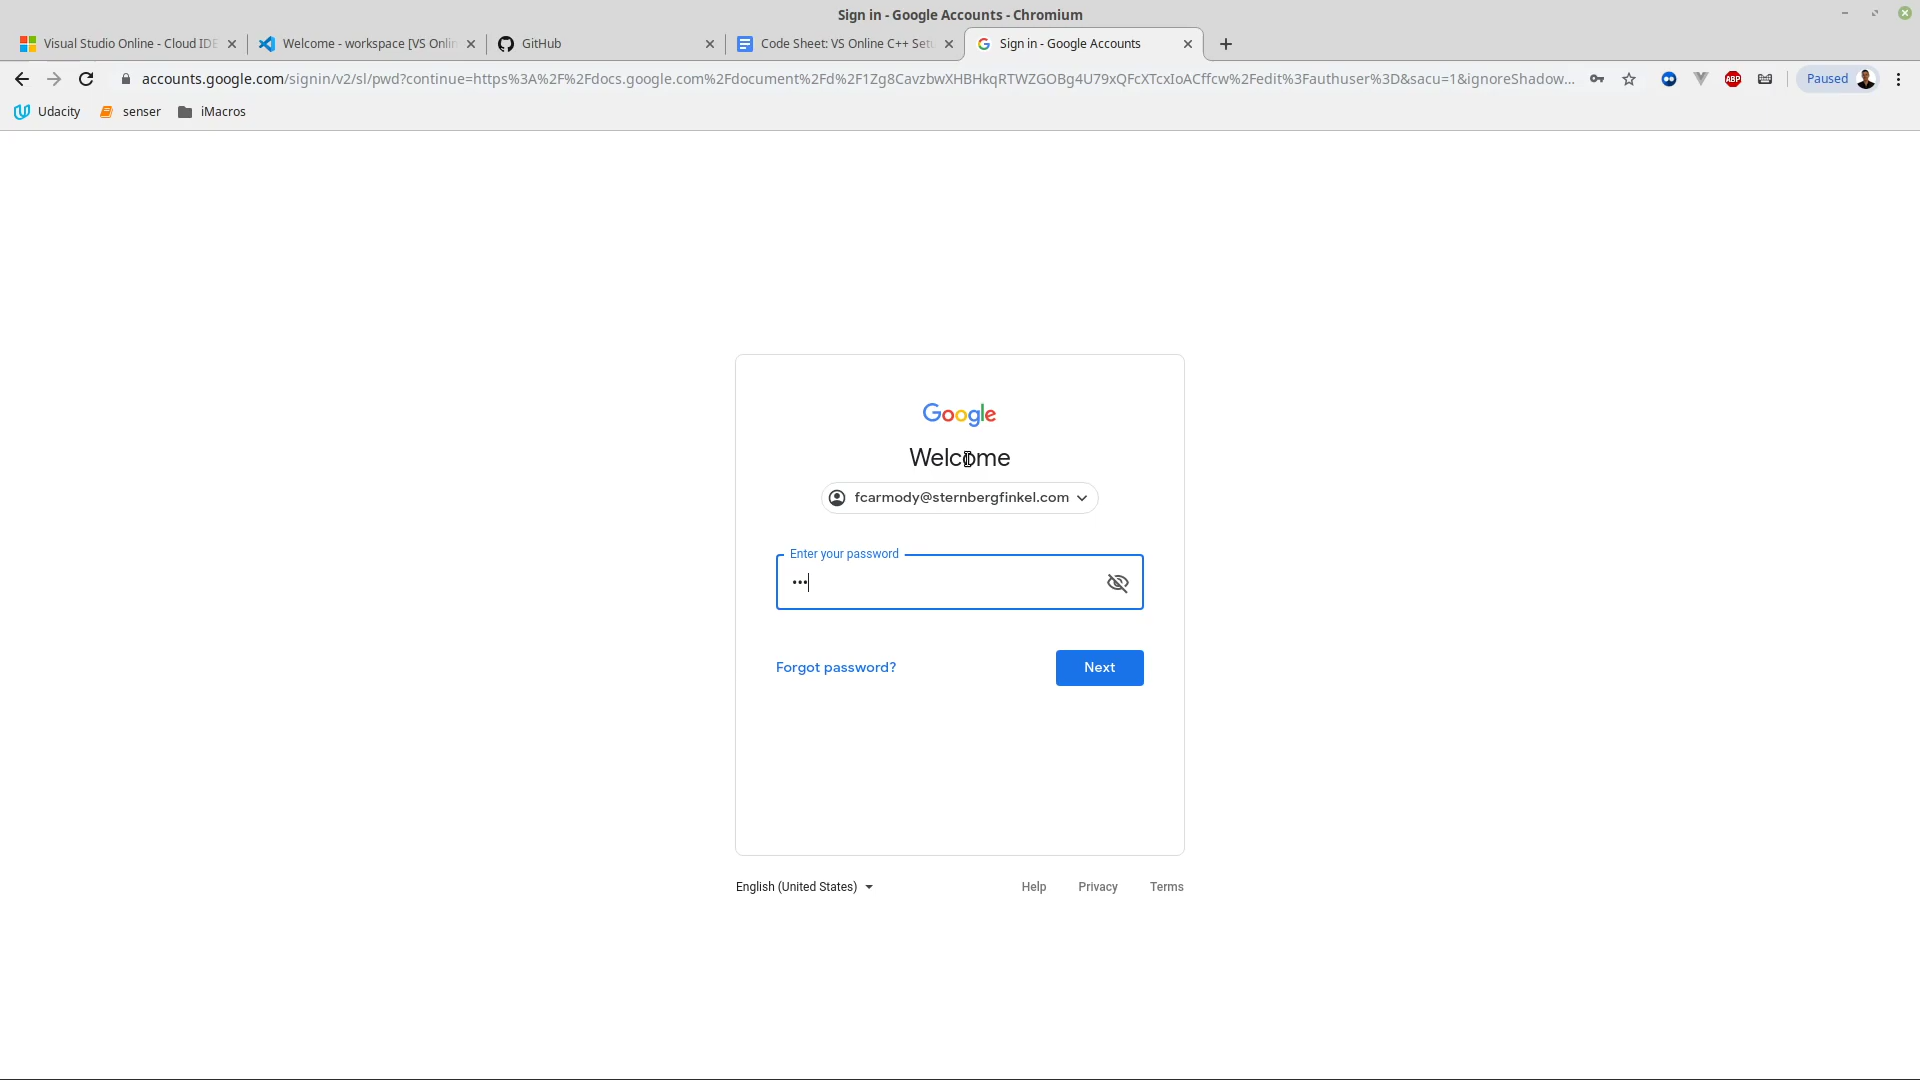 Sign in - Google Accounts - Chromium
Visual Studio Online - Cloud IDE
Welcome - workspace [VS Onlin
GitHub
Code Sheet: VS Online C++ Setu
Sign in - Google Accounts
accounts.google.com/signin/v2/sl/pwd?continue=https%3A%2F%2Fdocs.google.com%2Fdocument%2Fd%2F1Zg8CavzbwXHBHkqRTWZGOBg4U79xQFcXTcxIoACffcw%2Fedit%3Fauthuser%3D&sacu=1&ignoreShadow...
ABP
Paused
Udacity
senser
iMacros
Google
Welcome
fcarmody@sternbergfinkel.com
Enter your password
•••
Forgot password?
Next
English (United States)
Help
Privacy
Terms